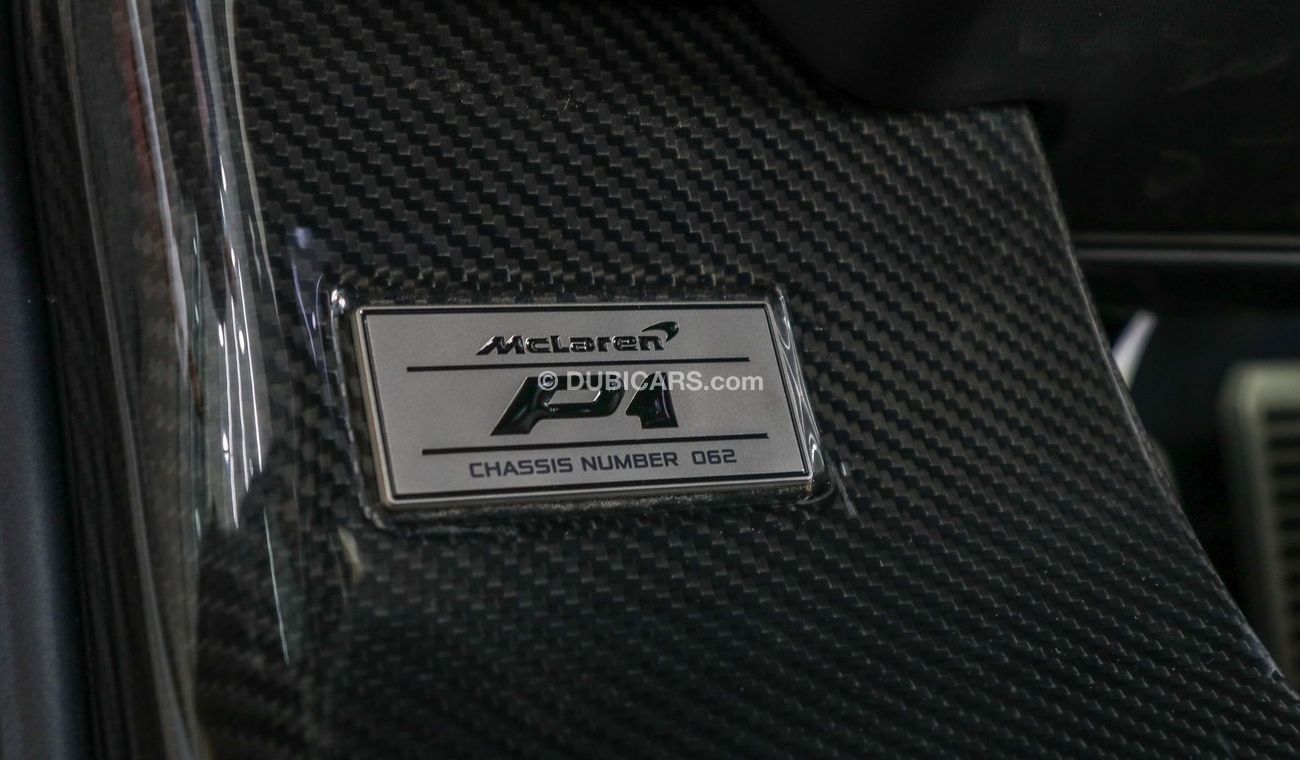 McLaren
P1
© DUBICARS.com
CHASSIS NUMBER 062